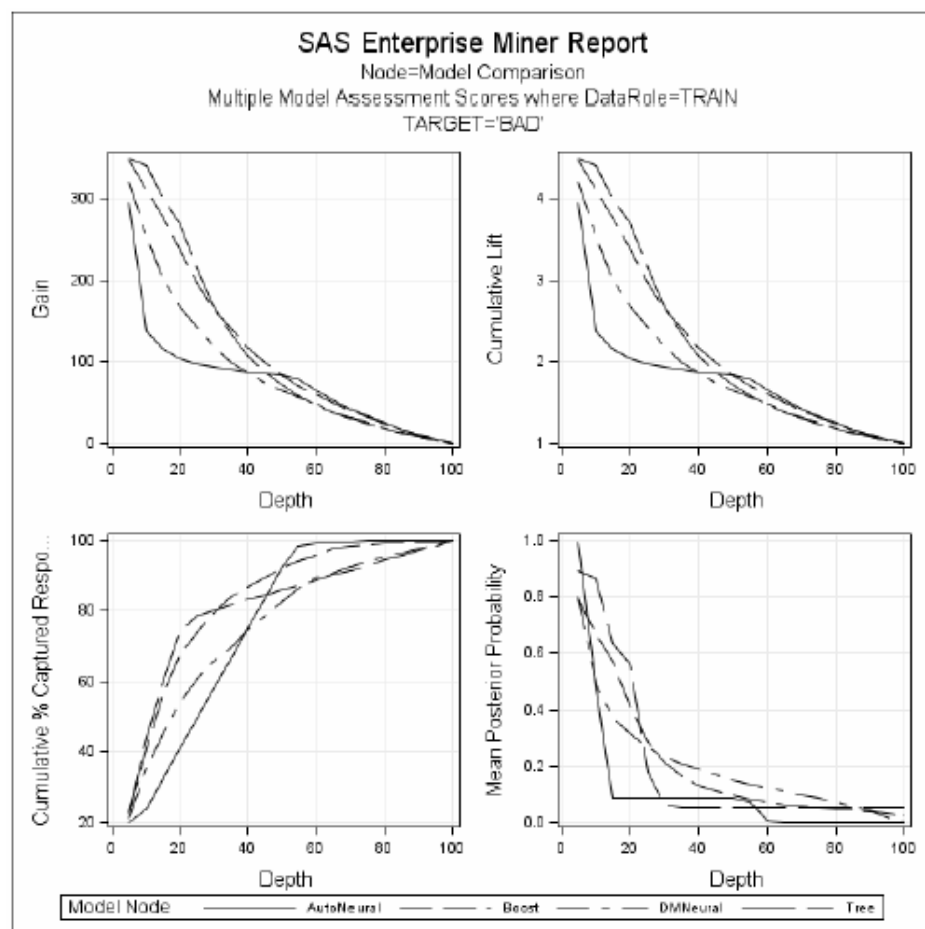 SAS Enterprise Miner Report
Node=Model Comparison
Multiple Model Assessment Scores where DataRole=TRAIN
TARGET='BAD'
Gain
300
200
100
0
0 20 40 60 80 100
Depth
Cumulative Lift
4
3
2
1
0 20 40 60 80 100
Depth
Cumulative % Captured Respo...
100
80
60
40
20
0 20 40 60 80 100
Depth
Mean Posterior Probability
1.0
0.8
0.6
0.4
0.2
0.0
0 20 40 60 80 100
Depth
Model Node AutoNeural Boost DMNeural Tree